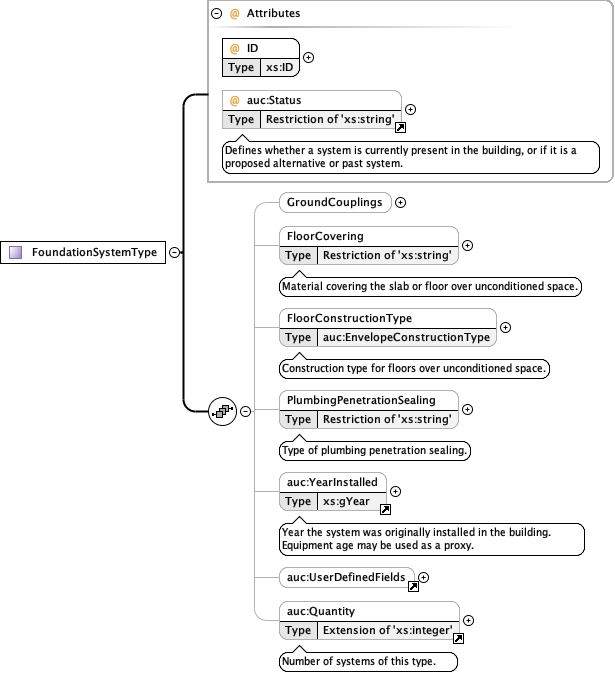 @ Attributes
@ ID
Type xs:ID
@ auc:Status
Type Restriction of 'xs:string'
Defines whether a system is currently present in the building, or if it is a
proposed alternative or past system.
FoundationSystemType
GroundCouplings
FloorCovering
Type Restriction of 'xs:string'
Material covering the slab or floor over unconditioned space.
FloorConstructionType
Type auc:EnvelopeConstructionType
Construction type for floors over unconditioned space.
PlumbingPenetrationSealing
Type Restriction of 'xs:string'
Type of plumbing penetration sealing.
auc:YearInstalled
Type xs:gYear
Year the system was originally installed in the building.
Equipment age may be used as a proxy.
auc:UserDefinedFields
auc:Quantity
Type Extension of 'xs:integer'
Number of systems of this type.